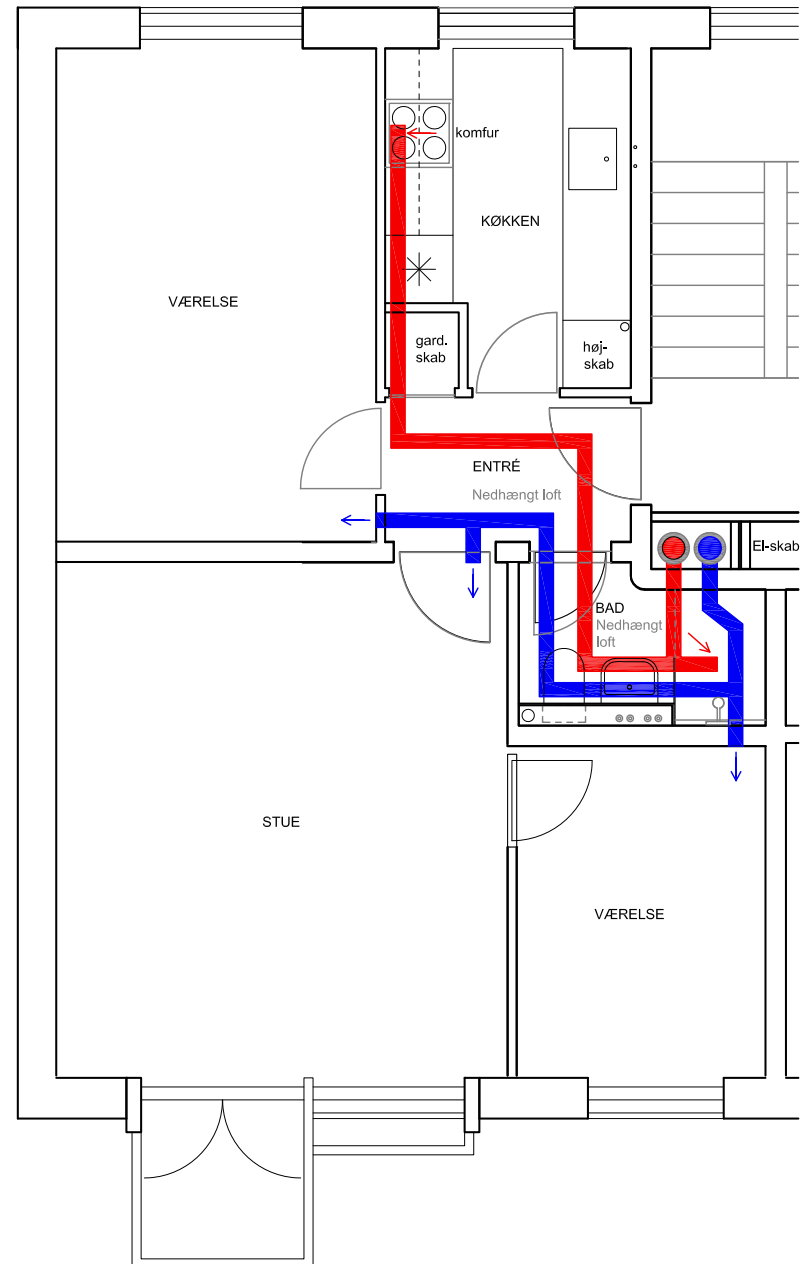 komfur
KØKKEN
VÆRELSE
gard.
skab
høj-
skab
ENTRÉ
Nedhængt loft
El-skab
BAD
Nedhængt
loft
STUE
VÆRELSE